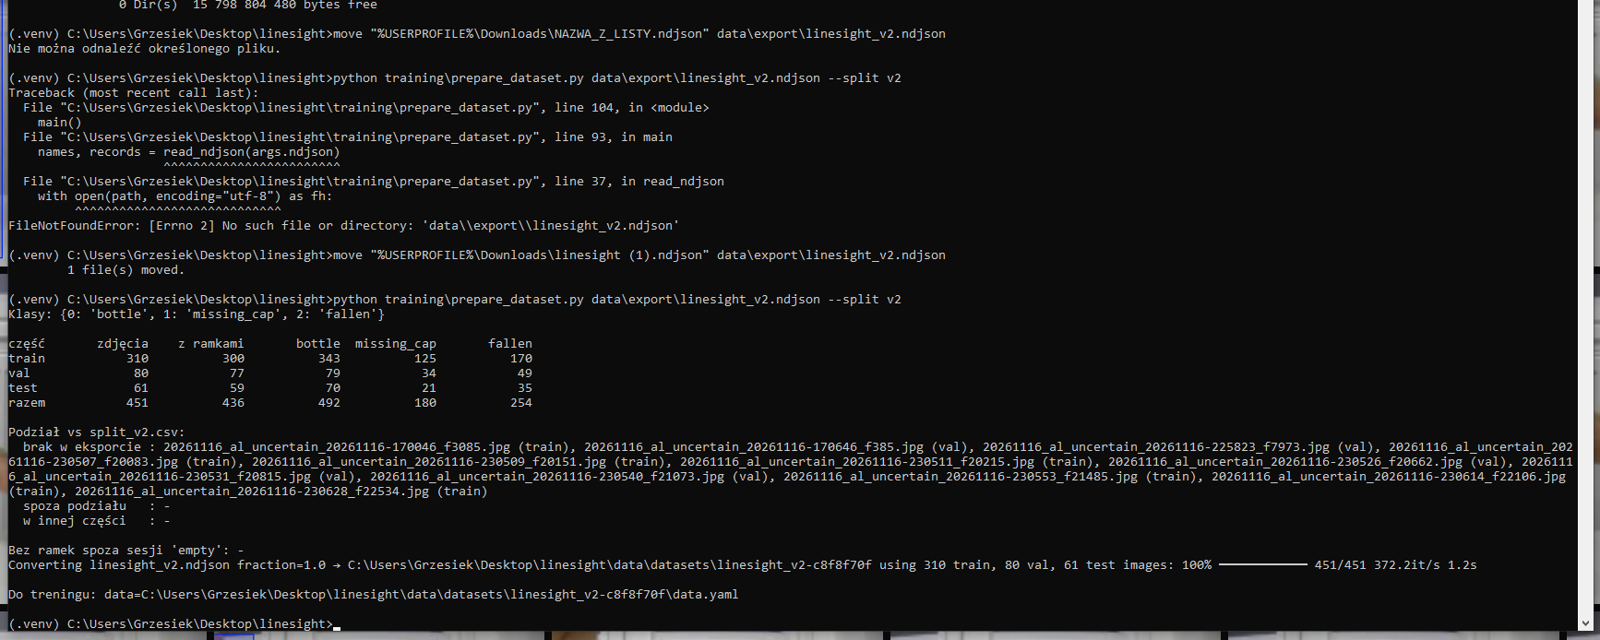 0 Dir(s)  15 798 804 480 bytes free
(.venv) C:\Users\Grzesiek\Desktop\linesight>move "%USERPROFILE%\Downloads\NAZWA_Z_LISTY.ndjson" data\export\linesight_v2.ndjson
Nie można odnaleźć określonego pliku.
(.venv) C:\Users\Grzesiek\Desktop\linesight>python training\prepare_dataset.py data\export\linesight_v2.ndjson --split v2
Traceback (most recent call last):
  File "C:\Users\Grzesiek\Desktop\linesight\training\prepare_dataset.py", line 104, in <module>
    main()
  File "C:\Users\Grzesiek\Desktop\linesight\training\prepare_dataset.py", line 93, in main
    names, records = read_ndjson(args.ndjson)
                     ^^^^^^^^^^^^^^^^^^^^^^^^
  File "C:\Users\Grzesiek\Desktop\linesight\training\prepare_dataset.py", line 37, in read_ndjson
    with open(path, encoding="utf-8") as fh:
         ^^^^^^^^^^^^^^^^^^^^^^^^^^^^
FileNotFoundError: [Errno 2] No such file or directory: 'data\\export\\linesight_v2.ndjson'
(.venv) C:\Users\Grzesiek\Desktop\linesight>move "%USERPROFILE%\Downloads\linesight (1).ndjson" data\export\linesight_v2.ndjson
        1 file(s) moved.
(.venv) C:\Users\Grzesiek\Desktop\linesight>python training\prepare_dataset.py data\export\linesight_v2.ndjson --split v2
Klasy: {0: 'bottle', 1: 'missing_cap', 2: 'fallen'}
część       zdjęcia    z ramkami       bottle  missing_cap       fallen
train           310          300          343          125          170
val              80           77           79           34           49
test             61           59           70           21           35
razem           451          436          492          180          254
Podział vs split_v2.csv:
  brak w eksporcie : 20261116_al_uncertain_20261116-170046_f3085.jpg (train), 20261116_al_uncertain_20261116-170646_f385.jpg (val), 20261116_al_uncertain_20261116-225823_f7973.jpg (val), 20261116_al_uncertain_202
61116-230507_f20083.jpg (train), 20261116_al_uncertain_20261116-230509_f20151.jpg (train), 20261116_al_uncertain_20261116-230511_f20215.jpg (train), 20261116_al_uncertain_20261116-230526_f20662.jpg (val), 2026111
6_al_uncertain_20261116-230531_f20815.jpg (val), 20261116_al_uncertain_20261116-230540_f21073.jpg (val), 20261116_al_uncertain_20261116-230553_f21485.jpg (train), 20261116_al_uncertain_20261116-230614_f22106.jpg
(train), 20261116_al_uncertain_20261116-230628_f22534.jpg (train)
  spoza podziału   : -
  w innej części   : -
Bez ramek spoza sesji 'empty': -
Converting linesight_v2.ndjson fraction=1.0 → C:\Users\Grzesiek\Desktop\linesight\data\datasets\linesight_v2-c8f8f70f using 310 train, 80 val, 61 test images: 100% ━━━━━━━━━━━━ 451/451 372.2it/s 1.2s
Do treningu: data=C:\Users\Grzesiek\Desktop\linesight\data\datasets\linesight_v2-c8f8f70f\data.yaml
(.venv) C:\Users\Grzesiek\Desktop\linesight>